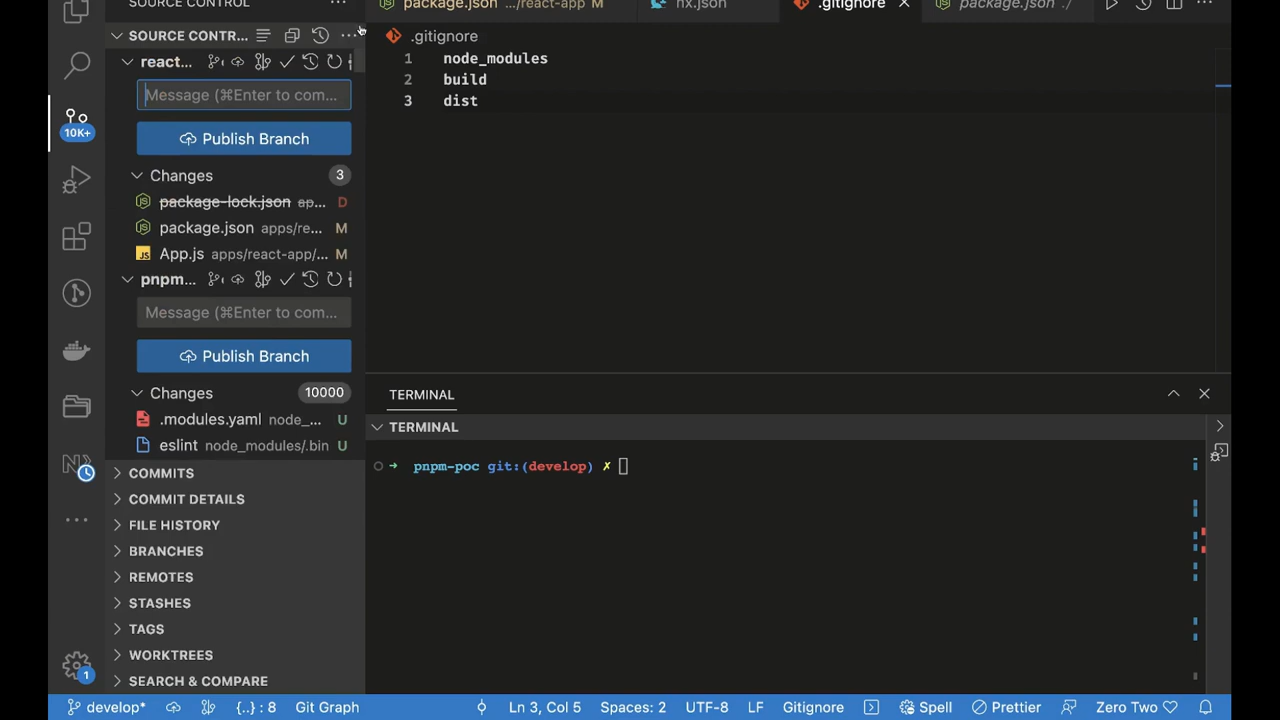 SOURCE CONTROL ···
package.json .../react-app M
nx.json
.gitignore
package.json ./
···
SOURCE CONTR... ···
.gitignore
react...
Message (⌘Enter to com...
Publish Branch
Changes 3
package-lock.json ap... D
package.json apps/re... M
App.js apps/react-app/... M
pnpm...
Message (⌘Enter to com...
Publish Branch
Changes 10000
.modules.yaml node_... U
eslint node_modules/.bin U
COMMITS
COMMIT DETAILS
FILE HISTORY
BRANCHES
REMOTES
STASHES
TAGS
WORKTREES
SEARCH & COMPARE
10K+
JS
1
1 node_modules
2 build
3 dist
TERMINAL
TERMINAL
➜ pnpm-poc git:(develop) ✗
develop* {..} : 8 Git Graph Ln 3, Col 5 Spaces: 2 UTF-8 LF Gitignore Spell Prettier Zero Two